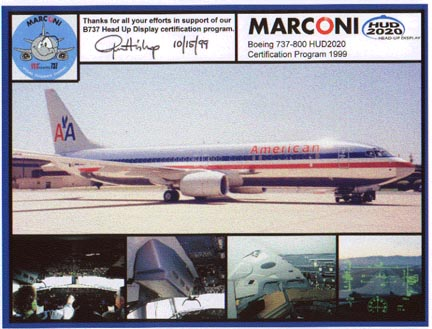 MARCONI
Thanks for all your efforts in support of our
B737 Head Up Display certification program.
10/15/99
MARCONI
HUD
2020
HEAD-UP DISPLAY
Boeing 737-800 HUD2020
Certification Program 1999
AA
American